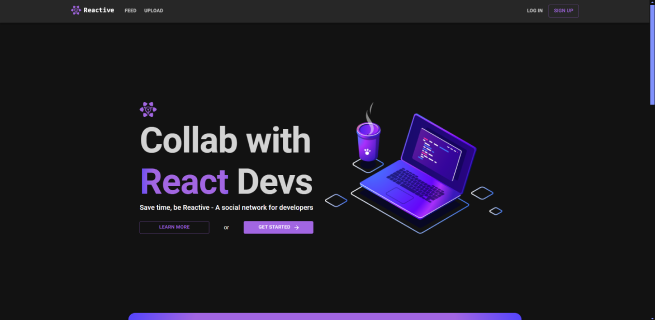 Reactive
FEED
UPLOAD
LOG IN
SIGN UP
Collab with
React Devs
Save time, be Reactive - A social network for developers
LEARN MORE
or
GET STARTED →